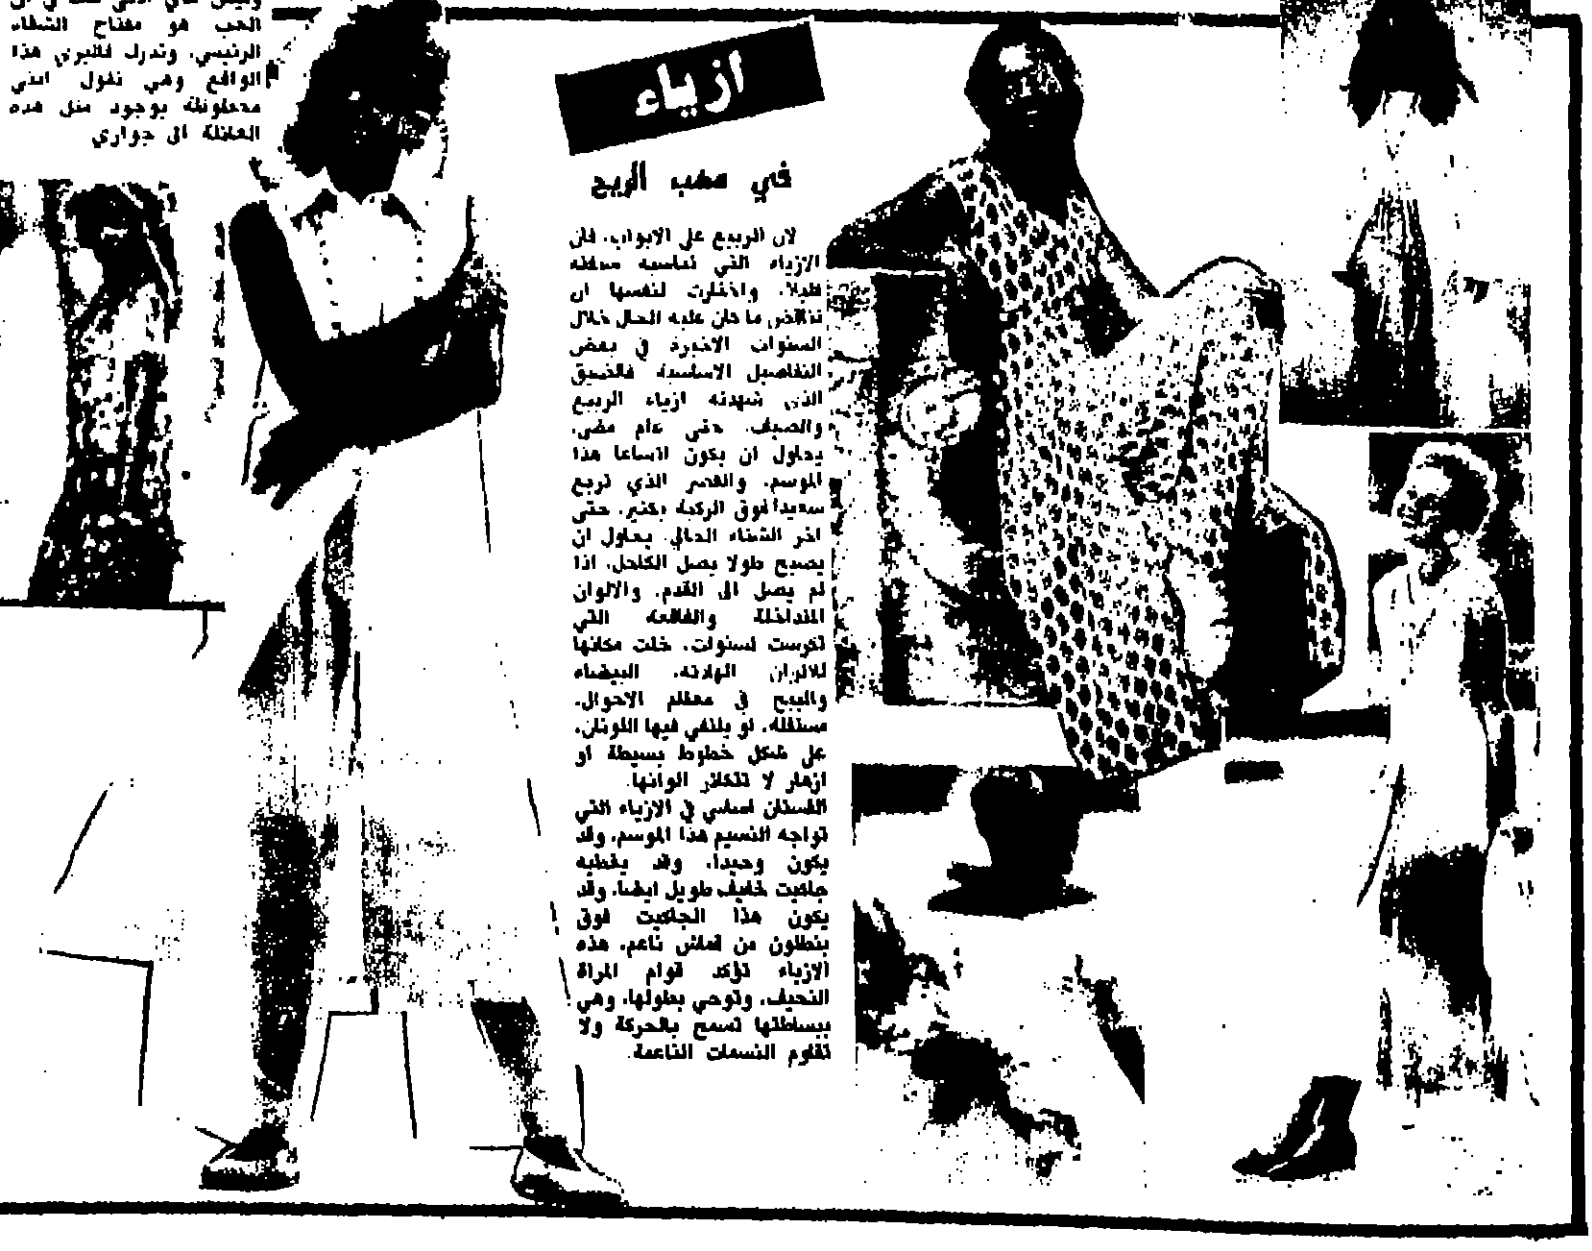 الحب هو مفتاح الشفاء
الرئيسي. وتدرك فاليري هذا
الواقع وهي تقول انني
محظوظة بوجود مثل هذه
العائلة الى جواري
ازياء
في مهب الريح
لان الربيع على الابواب، فان
الازياء التي تناسبه
قليلا. واختارت لنفسها ان
تناقض ما كان عليه الحال خلال
السنوات الاخيرة في بعض
التفاصيل الاساسية فالضيق
الذي شهدته ازياء الربيع
والصيف، حتى عام مضى،
يحاول ان يكون اتساعا هذا
الموسم. والقصر الذي تربع
سعيدا فوق الركبة بكثير، حتى
اخر الشتاء الحالي يحاول ان
يصبح طولا يصل الكاحل، اذا
لم يصل الى القدم. والالوان
المتداخلة والفاقعة التي
تكرست لسنوات، خلت مكانها
للالوان الهادئة، البيضاء
والبيج في معظم الاحوال،
مستقلة، او يلتقي فيها اللونان،
على شكل خطوط بسيطة او
ازهار لا تتكاثر الوانها.
الفستان اساسي في الازياء التي
تواجه النسيم هذا الموسم، وقد
يكون وحيدا، وقد يغطيه
جاكيت خفيف طويل ايضا، وقد
يكون هذا الجاكيت فوق
بنطلون من قماش ناعم. هذه
الازياء تؤكد قوام المراة
النحيف، وتوحي بطولها، وهي
ببساطتها تسمح بالحركة ولا
تقاوم النسمات الناعمة.